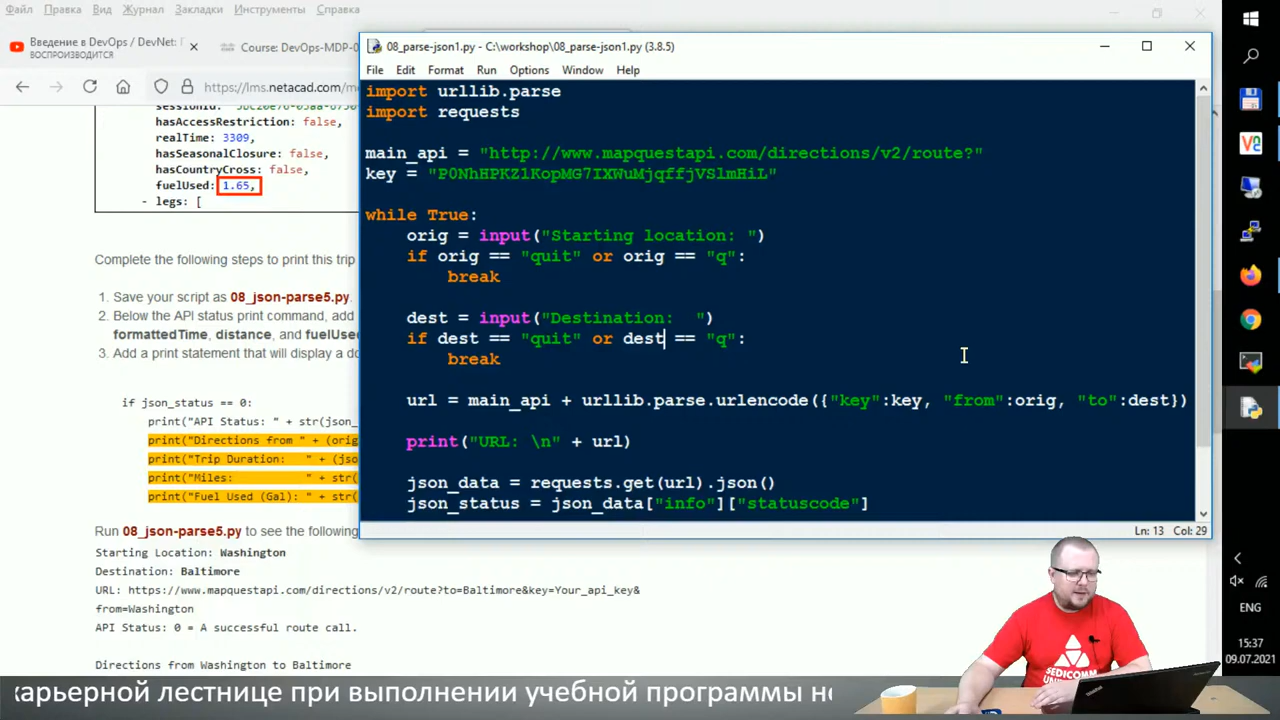 Файл Правка Вид Журнал Закладки Инструменты Справка
Введение в DevOps / DevNet:
ВОСПРОИЗВОДИТСЯ
Course: DevOps-MDP-0
https://lms.netacad.com/m
hasAccessRestriction: false,
realTime: 3309,
hasSeasonalClosure: false,
hasCountryCross: false,
fuelUsed: 1.65,
- legs: [
Complete the following steps to print this trip
1. Save your script as 08_json-parse5.py.
2. Below the API status print command, add
formattedTime, distance, and fuelUsed
3. Add a print statement that will display a do
if json_status == 0:
print("API Status: " + str(json_
print("Directions from " + (orig
print("Trip Duration:   " + (jso
print("Miles:           " + str(
print("Fuel Used (Gal): " + str(
Run 08_json-parse5.py to see the following
Starting Location: Washington
Destination: Baltimore
URL: https://www.mapquestapi.com/directions/v2/route?to=Baltimore&key=Your_api_key&
from=Washington
API Status: 0 = A successful route call.
Directions from Washington to Baltimore
08_parse-json1.py - C:\workshop\08_parse-json1.py (3.8.5)
File Edit Format Run Options Window Help
import urllib.parse
import requests
main_api = "http://www.mapquestapi.com/directions/v2/route?"
key = "P0NhHPKZ1KopMG7IXWuMjqffjVSlmHiL"
while True:
    orig = input("Starting location: ")
    if orig == "quit" or orig == "q":
        break
    dest = input("Destination:  ")
    if dest == "quit" or dest == "q":
        break
    url = main_api + urllib.parse.urlencode({"key":key, "from":orig, "to":dest})
    print("URL: \n" + url)
    json_data = requests.get(url).json()
    json_status = json_data["info"]["statuscode"]
Ln: 13 Col: 29
ENG
15:37
09.07.2021
SEDICOMM
карьерной лестнице при выполнении учебной программы